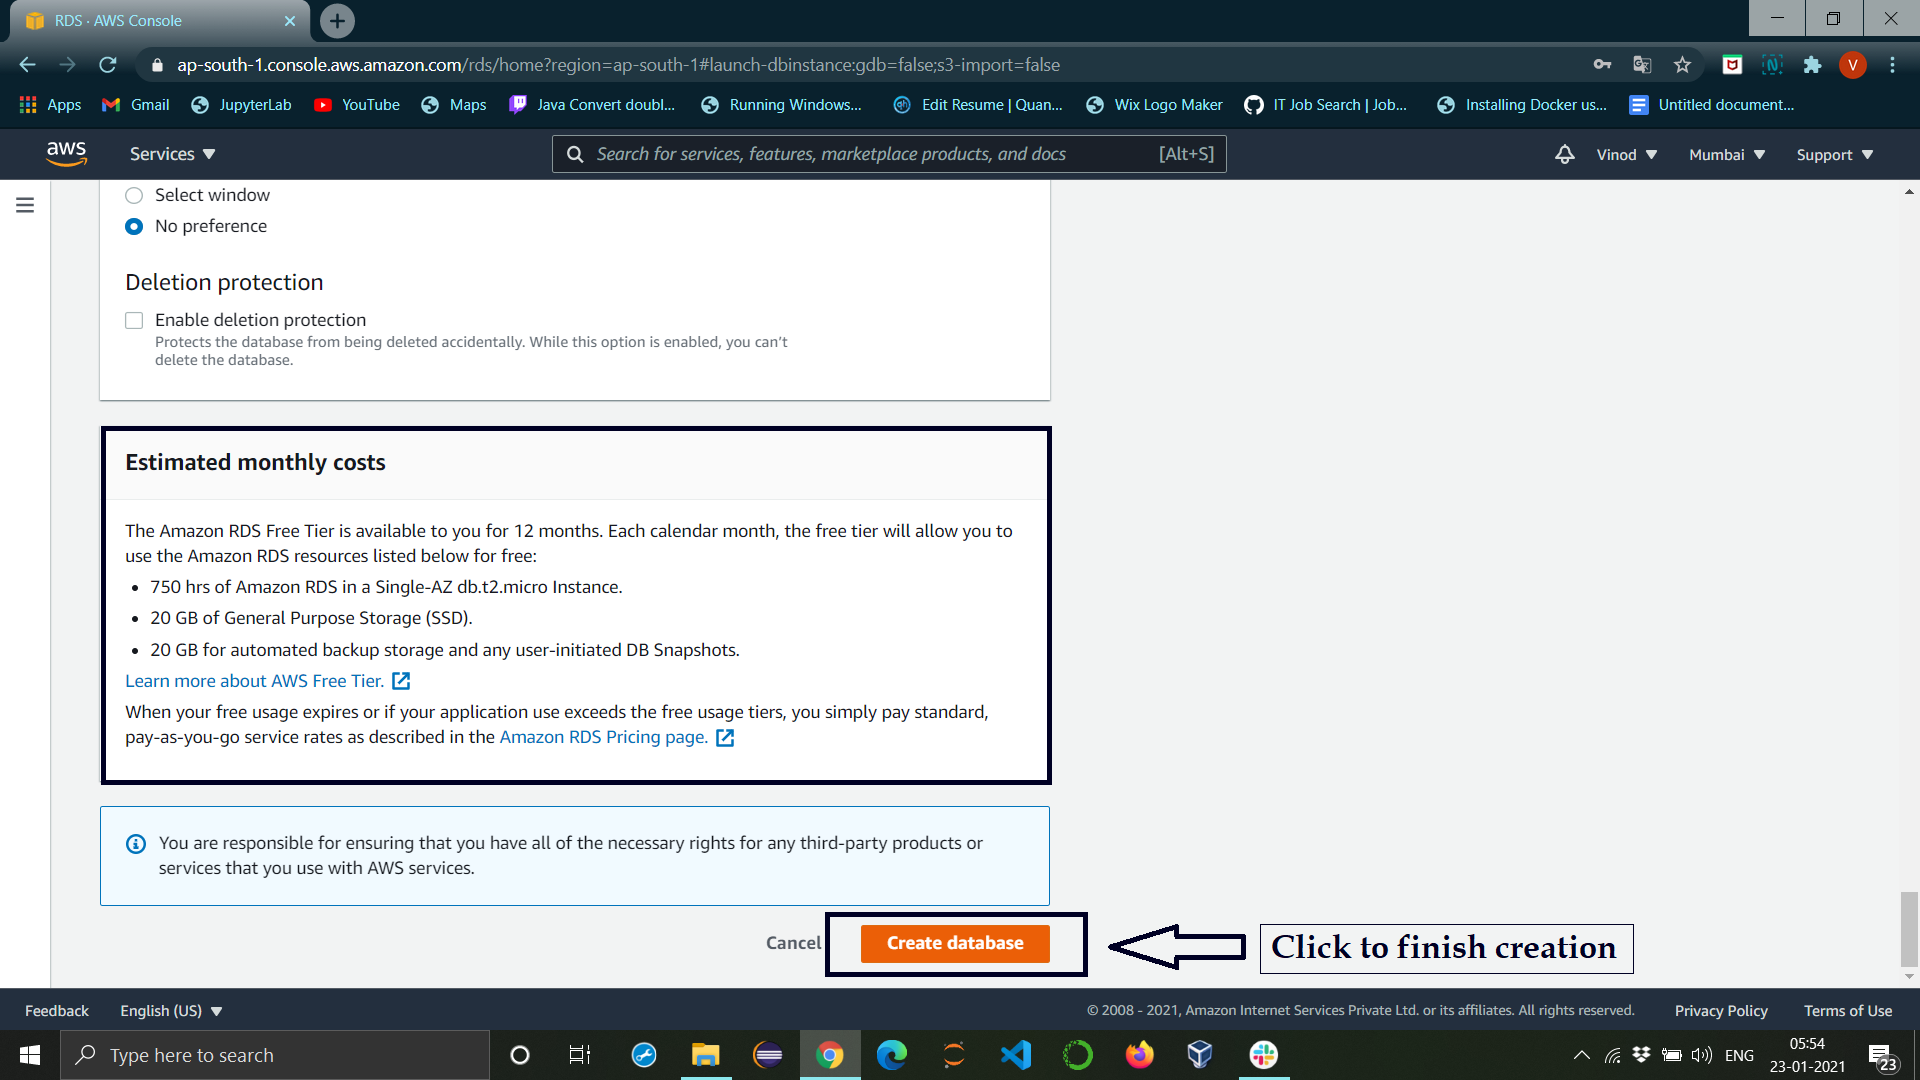 RDS · AWS Console
ap-south-1.console.aws.amazon.com/rds/home?region=ap-south-1#launch-dbinstance:gdb=false;s3-import=false
V
Apps Gmail JupyterLab YouTube Maps Java Convert doubl... Running Windows... Edit Resume | Quan... Wix Logo Maker IT Job Search | Job... Installing Docker us... Untitled document...
aws Services Search for services, features, marketplace products, and docs [Alt+S] Vinod Mumbai Support
Select window
No preference
Deletion protection
Enable deletion protection
Protects the database from being deleted accidentally. While this option is enabled, you can't
delete the database.
Estimated monthly costs
The Amazon RDS Free Tier is available to you for 12 months. Each calendar month, the free tier will allow you to
use the Amazon RDS resources listed below for free:
• 750 hrs of Amazon RDS in a Single-AZ db.t2.micro Instance.
• 20 GB of General Purpose Storage (SSD).
• 20 GB for automated backup storage and any user-initiated DB Snapshots.
Learn more about AWS Free Tier.
When your free usage expires or if your application use exceeds the free usage tiers, you simply pay standard,
pay-as-you-go service rates as described in the Amazon RDS Pricing page.
You are responsible for ensuring that you have all of the necessary rights for any third-party products or
services that you use with AWS services.
Cancel Create database Click to finish creation
Feedback English (US) © 2008 - 2021, Amazon Internet Services Private Ltd. or its affiliates. All rights reserved. Privacy Policy Terms of Use
Type here to search ENG 05:54
23-01-2021 23